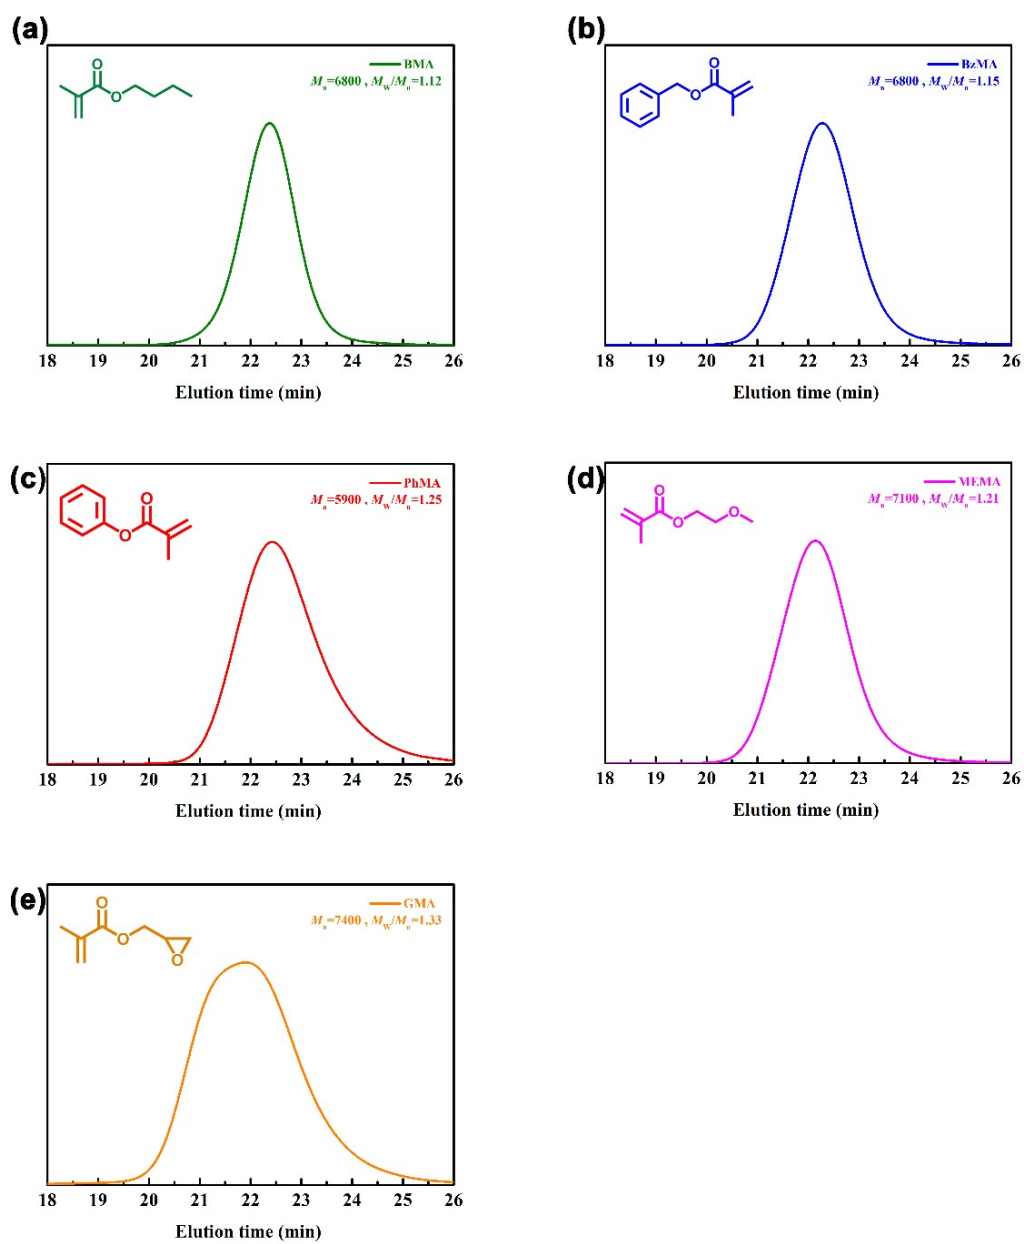 (a)
BMA
Mn=6800 , MW/Mn=1.12
O
O
18 19 20 21 22 23 24 25 26
Elution time (min)
(b)
BzMA
Mn=6800 , MW/Mn=1.15
O
O
18 19 20 21 22 23 24 25 26
Elution time (min)
(c)
PhMA
Mn=5900 , MW/Mn=1.25
O
O
18 19 20 21 22 23 24 25 26
Elution time (min)
(d)
MEMA
Mn=7100 , MW/Mn=1.21
O
O
O
18 19 20 21 22 23 24 25 26
Elution time (min)
(e)
GMA
Mn=7400 , MW/Mn=1.33
O
O
O
18 19 20 21 22 23 24 25 26
Elution time (min)